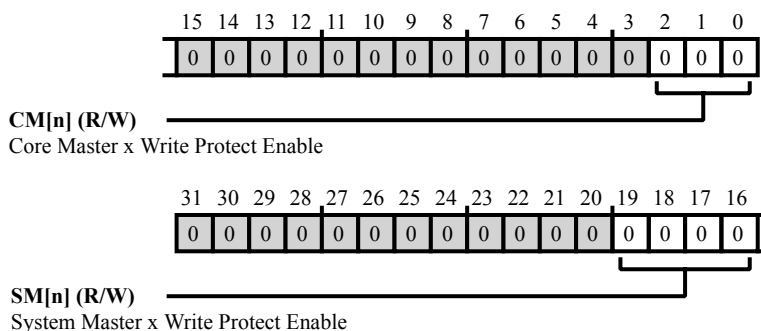 15 14 13 12 11 10 9 8 7 6 5 4 3 2 1 0
0 0 0 0 0 0 0 0 0 0 0 0 0 0 0 0
CM[n] (R/W)
Core Master x Write Protect Enable
31 30 29 28 27 26 25 24 23 22 21 20 19 18 17 16
0 0 0 0 0 0 0 0 0 0 0 0 0 0 0 0
SM[n] (R/W)
System Master x Write Protect Enable